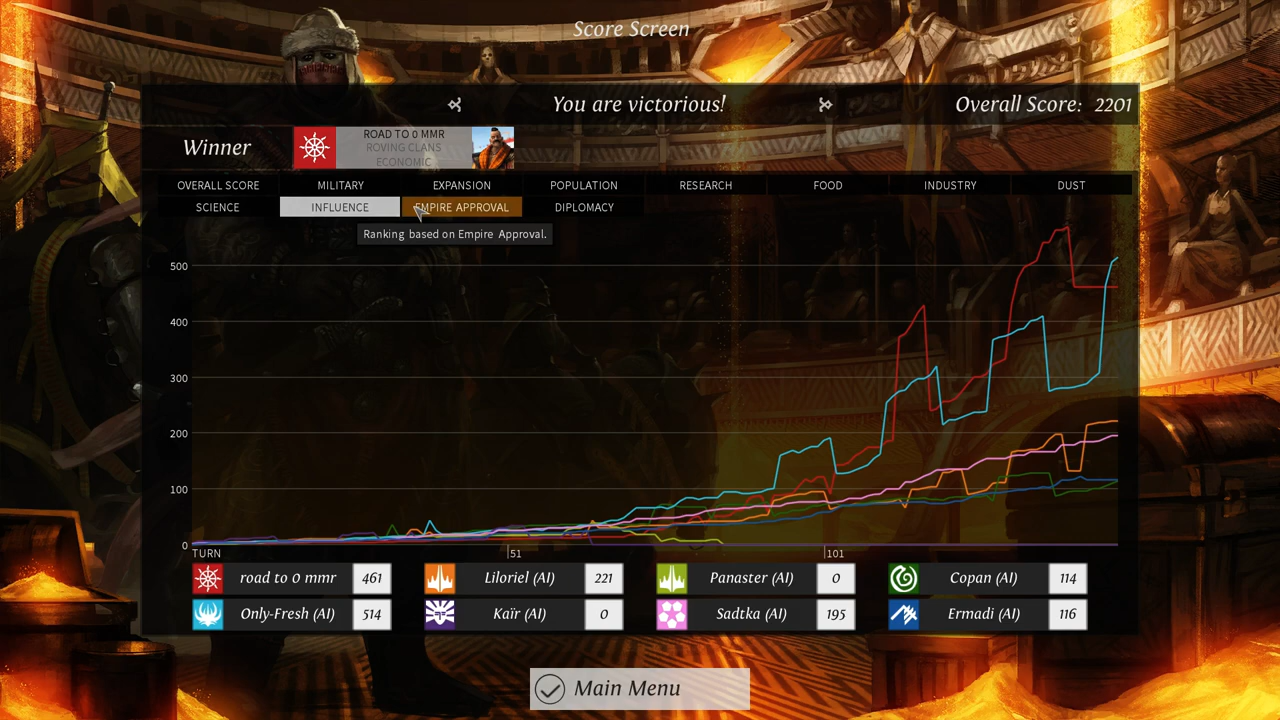 Score Screen
You are victorious!
Overall Score: 2201
Winner
ROAD TO 0 MMR
ROVING CLANS
ECONOMIC
OVERALL SCORE MILITARY EXPANSION POPULATION RESEARCH FOOD INDUSTRY DUST
SCIENCE INFLUENCE EMPIRE APPROVAL DIPLOMACY
Ranking based on Empire Approval.
500
400
300
200
100
0
TURN 51 101
road to 0 mmr 461 Liloriel (AI) 221 Panaster (AI) 0 Copan (AI) 114
Only-Fresh (AI) 514 Kaïr (AI) 0 Sadtka (AI) 195 Ermadi (AI) 116
Main Menu